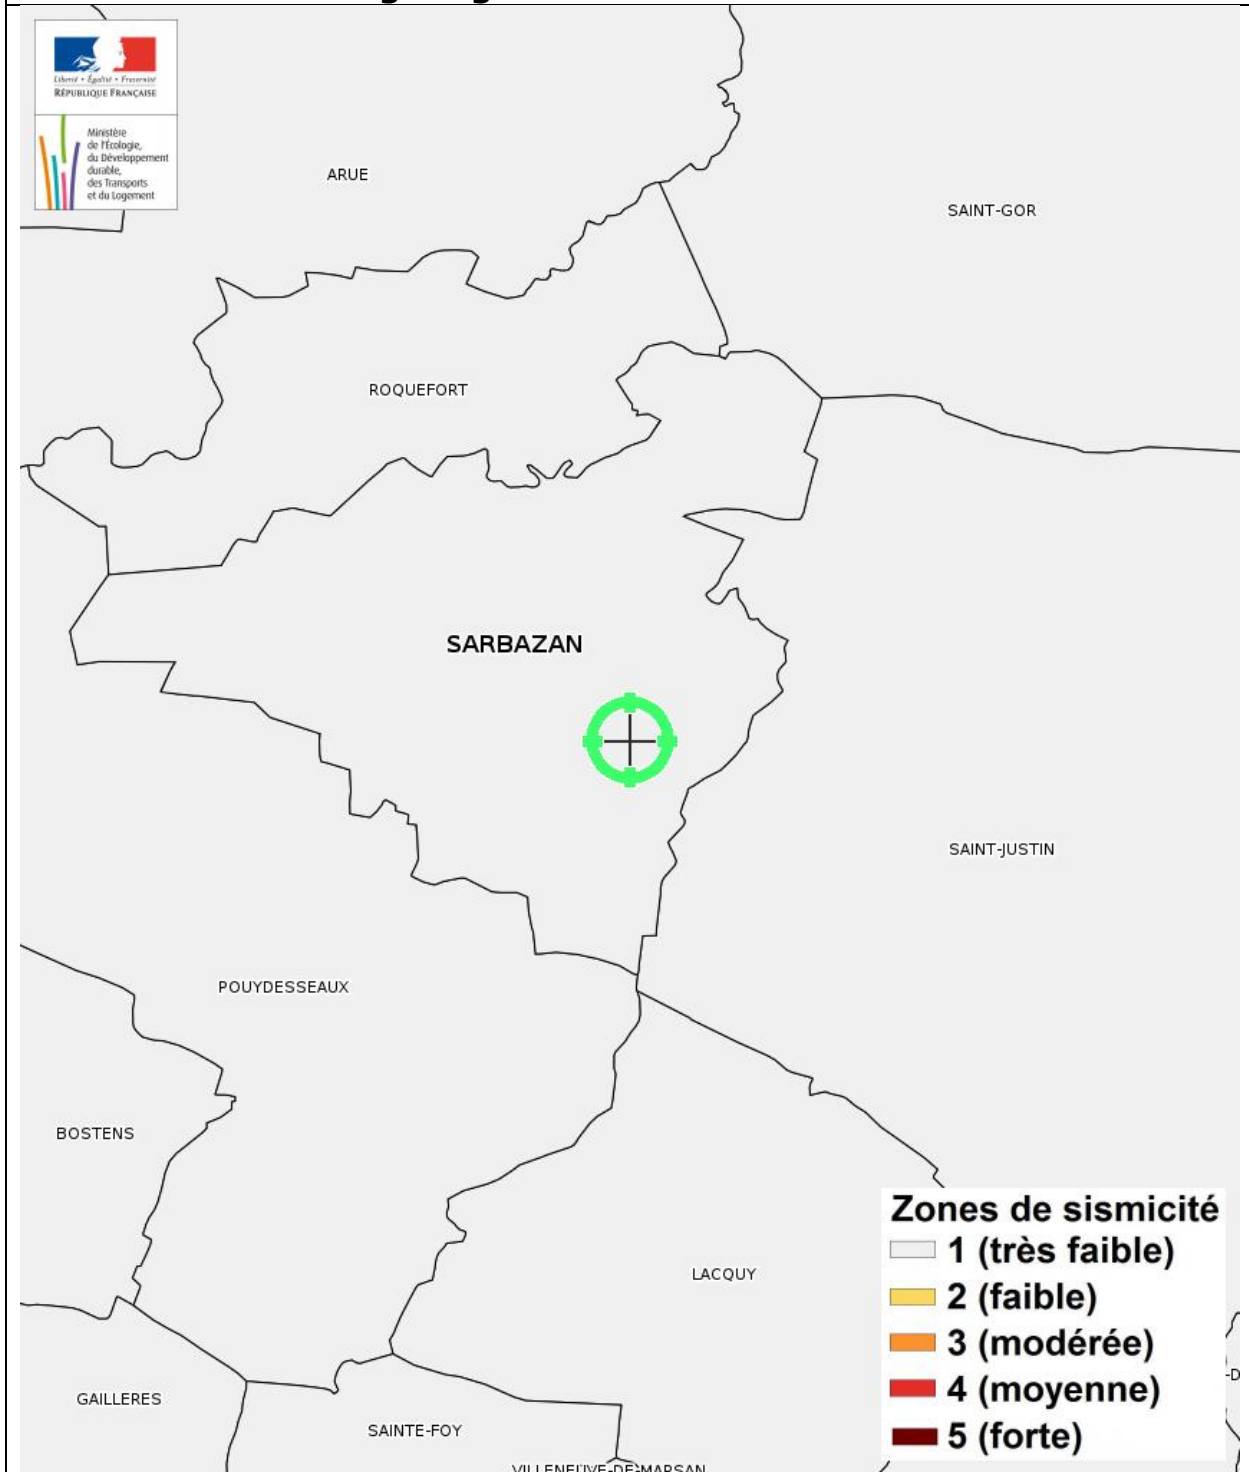 Liberté • Égalité • Fraternité
RÉPUBLIQUE FRANÇAISE
Ministère
de l'Écologie,
du Développement
durable,
des Transports
et du Logement
ARUE
SAINT-GOR
ROQUEFORT
SARBAZAN
SAINT-JUSTIN
POUYDESSEAUX
BOSTENS
LACQUY
GAILLERES
SAINTE-FOY
VILLENEUVE-DE-MARSAN
-D
Zones de sismicité
1 (très faible)
2 (faible)
3 (modérée)
4 (moyenne)
5 (forte)